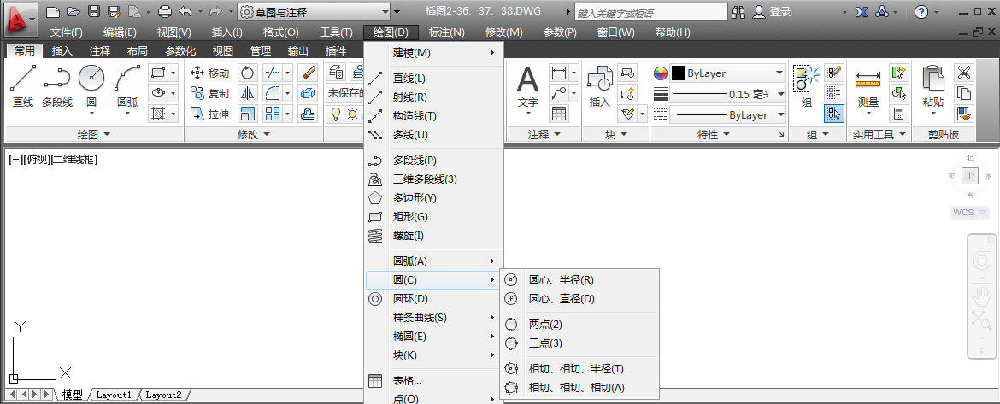 草图与注释 插图2-36、37、38.DWG 键入关键字或短语 登录
文件(F) 编辑(E) 视图(V) 插入(I) 格式(O) 工具(T) 绘图(D) 标注(N) 修改(M) 参数(P) 窗口(W) 帮助(H)
常用 插入 注释 布局 参数化 视图 管理 输出 插件
直线 多段线 圆 圆弧
移动
复制
拉伸
未保存的
文字 插入
ByLayer
0.15 毫米
ByLayer
组 测量 粘贴
绘图 修改 注释 块 特性 组 实用工具 剪贴板
[−][俯视][二维线框]
建模(M)
直线(L)
射线(R)
构造线(T)
多线(U)
多段线(P)
三维多段线(3)
多边形(Y)
矩形(G)
螺旋(I)
圆弧(A)
圆(C)
圆环(D)
样条曲线(S)
椭圆(E)
块(K)
表格...
点(O)
圆心、半径(R)
圆心、直径(D)
两点(2)
三点(3)
相切、相切、半径(T)
相切、相切、相切(A)
北
西 上 东
南
WCS
Y
X
模型 Layout1 Layout2